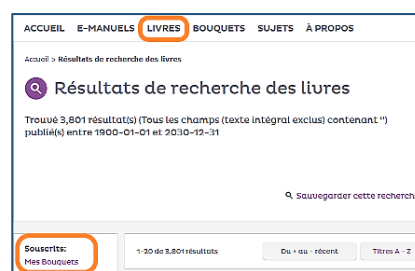 ACCUEIL E-MANUELS LIVRES BOUQUETS SUJETS À PROPOS
Accueil > Résultats de recherche des livres
Résultats de recherche des livres
Trouvé 3,801 résultat(s) (Tous les champs (texte intégral exclus) contenant '')
publié(s) entre 1900-01-01 et 2030-12-31
Sauvegarder cette recherch
Souscrits:
Mes Bouquets
1-20 de 3,801 résultats
Du + au - récent
Titres A - Z